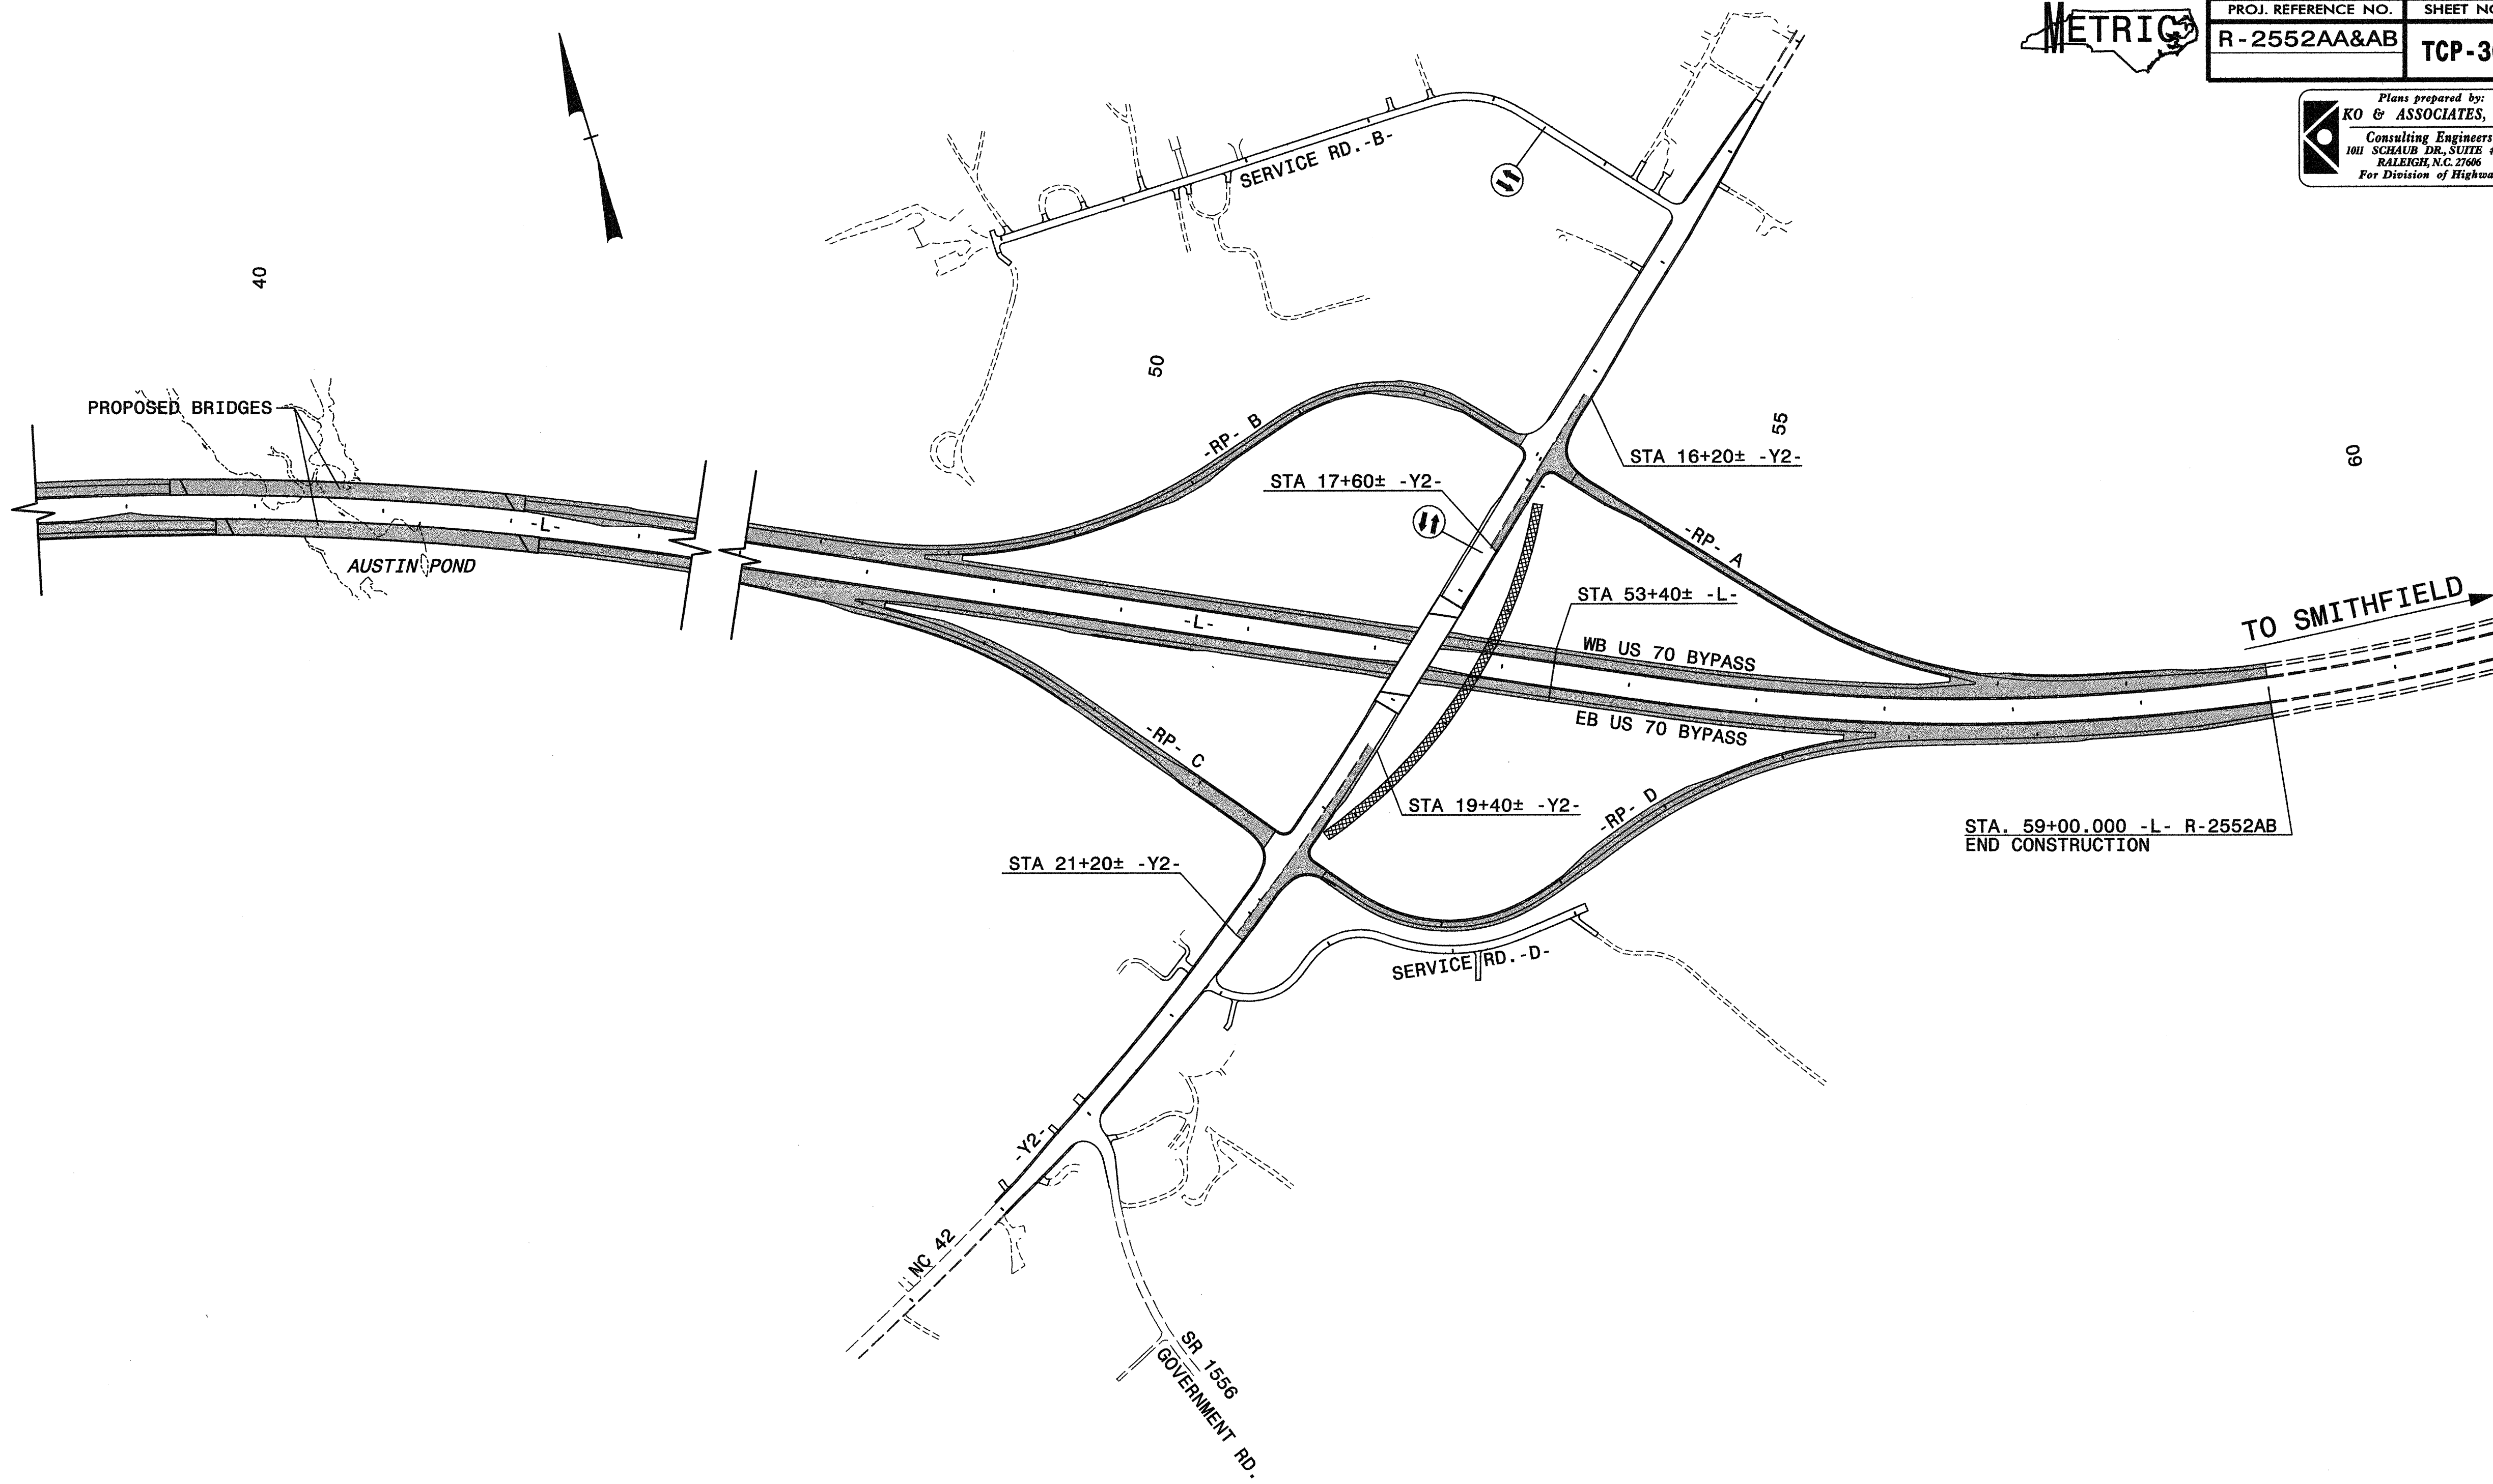 METRIC
PROJ. REFERENCE NO.
SHEET
R-2552AA&AB
Plans prepared by:
KO & ASSOCIATES,
Consulting Engineers
1011 SCHAUB DR., SUITE
RALEIGH, N.C. 27606
For Division of
40
SERVICE RD.-B-
50
PROPOSED BRIDGES
-RP- B
55
STA 16+20± -Y2-
60
STA 17+60± -Y2-
-L-
-RP- A
AUSTIN POND
STA 53+40± -L-
TO SMITHFIELD
-L-
WB US 70 BYPASS
EB US 70 BYPASS
-RP- C
STA 19+40± -Y2-
-RP- D
STA. 59+00.000 -L- R-2552AB
END CONSTRUCTION
STA 21+20± -Y2-
SERVICE RD.-D-
-Y2-
NC 42
SR 1556
GOVERNMENT RD.